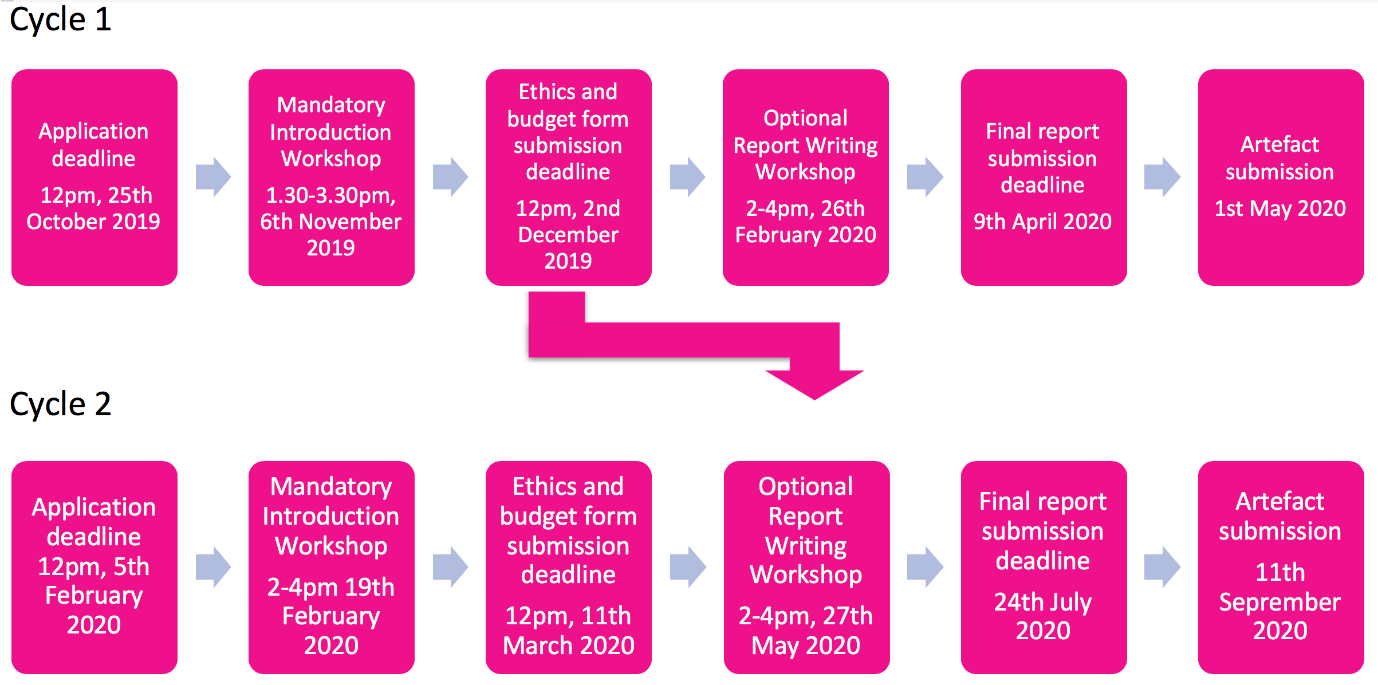 Cycle 1
Application
deadline
12pm, 25th
October 2019
Mandatory
Introduction
Workshop
1.30-3.30pm,
6th November
2019
Ethics and
budget form
submission
deadline
12pm, 2nd
December
2019
Optional
Report Writing
Workshop
2-4pm, 26th
February 2020
Final report
submission
deadline
9th April 2020
Artefact
submission
1st May 2020
Cycle 2
Application
deadline
12pm, 5th
February
2020
Mandatory
Introduction
Workshop
2-4pm 19th
February
2020
Ethics and
budget form
submission
deadline
12pm, 11th
March 2020
Optional
Report
Writing
Workshop
2-4pm, 27th
May 2020
Final report
submission
deadline
24th July
2020
Artefact
submission
11th
Seprember
2020